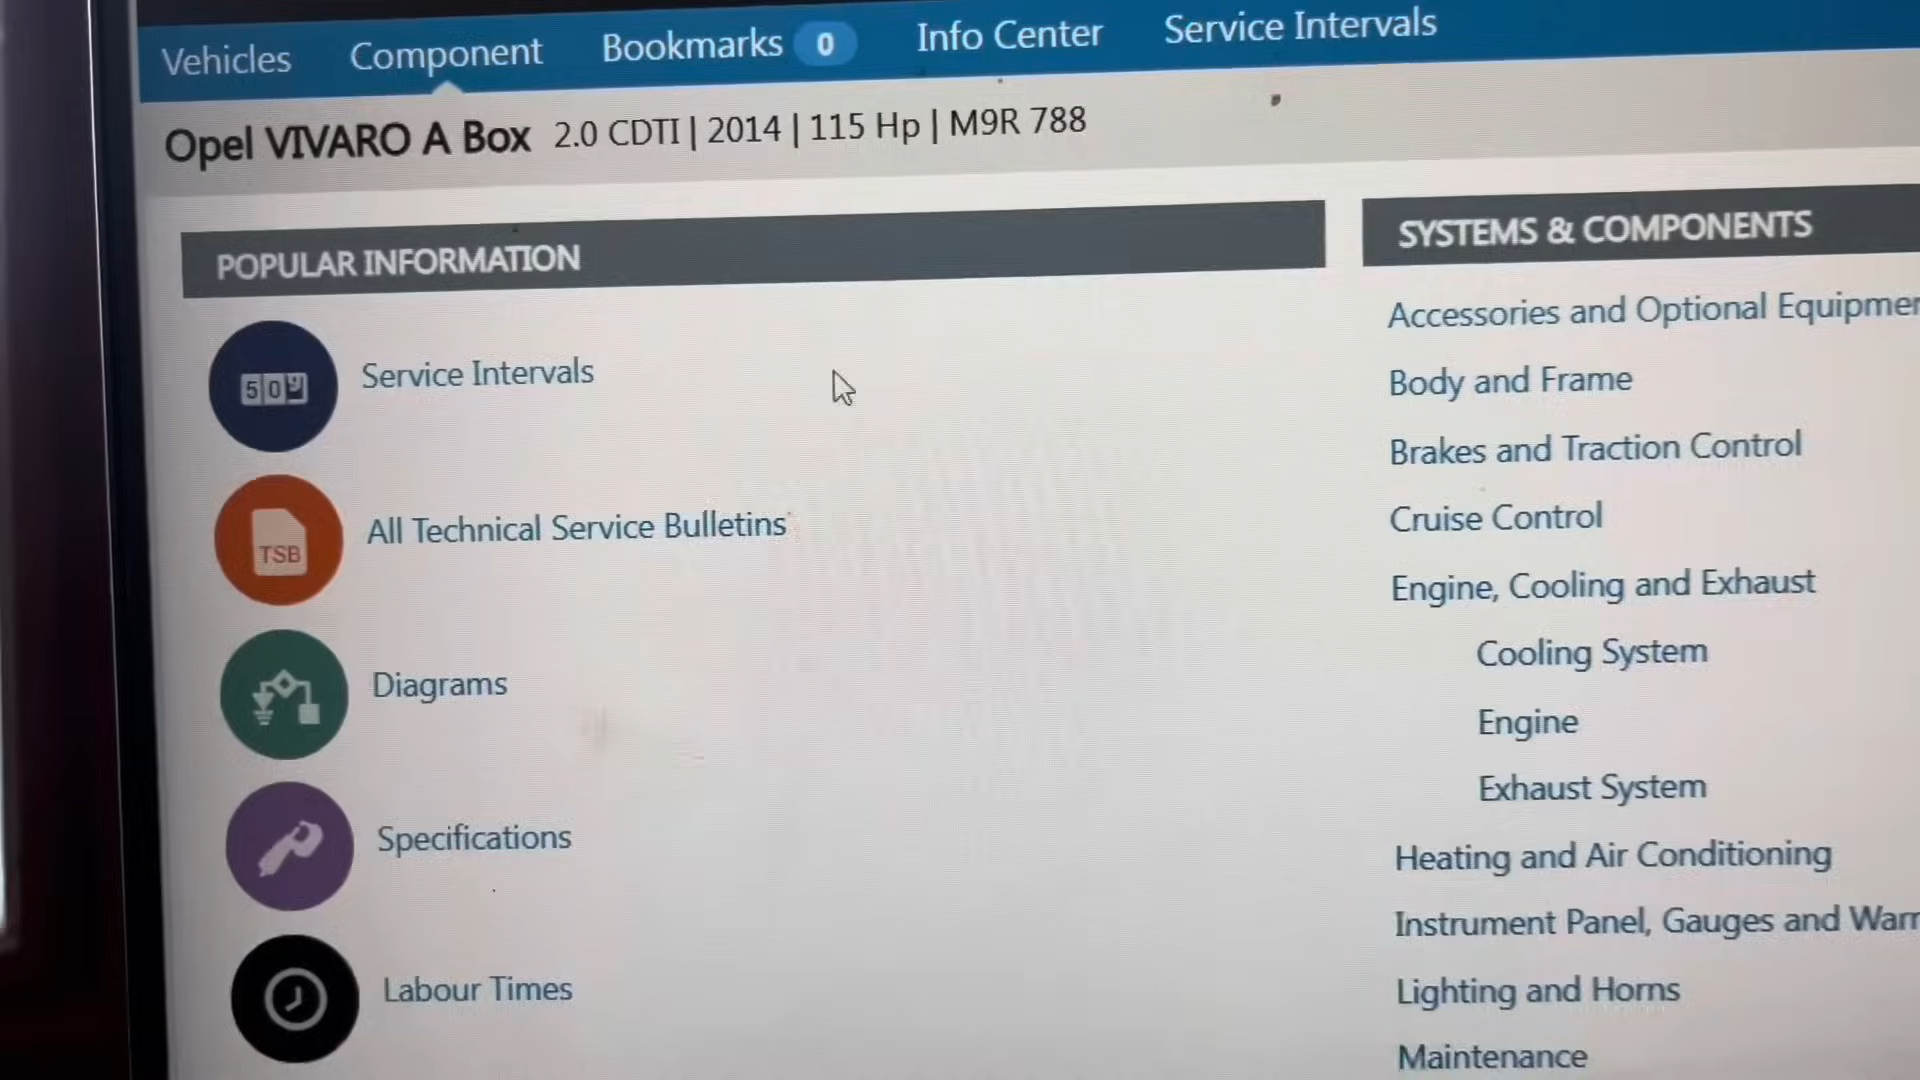 Vehicles Component Bookmarks 0 Info Center Service Intervals
Opel VIVARO A Box 2.0 CDTI | 2014 | 115 Hp | M9R 788
POPULAR INFORMATION
509 Service Intervals
TSB All Technical Service Bulletins
Diagrams
Specifications
Labour Times
SYSTEMS & COMPONENTS
Accessories and Optional Equipmen
Body and Frame
Brakes and Traction Control
Cruise Control
Engine, Cooling and Exhaust
Cooling System
Engine
Exhaust System
Heating and Air Conditioning
Instrument Panel, Gauges and Warn
Lighting and Horns
Maintenance